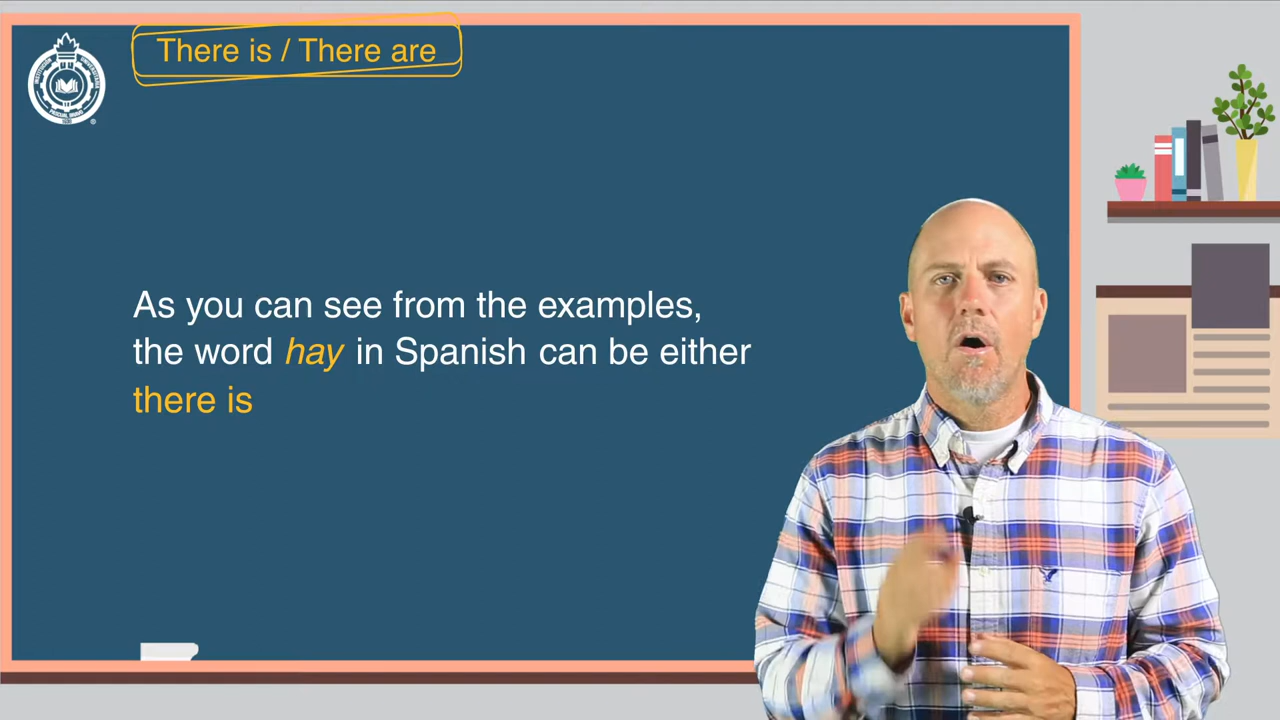 There is / There are
As you can see from the examples,
the word hay in Spanish can be either
there is